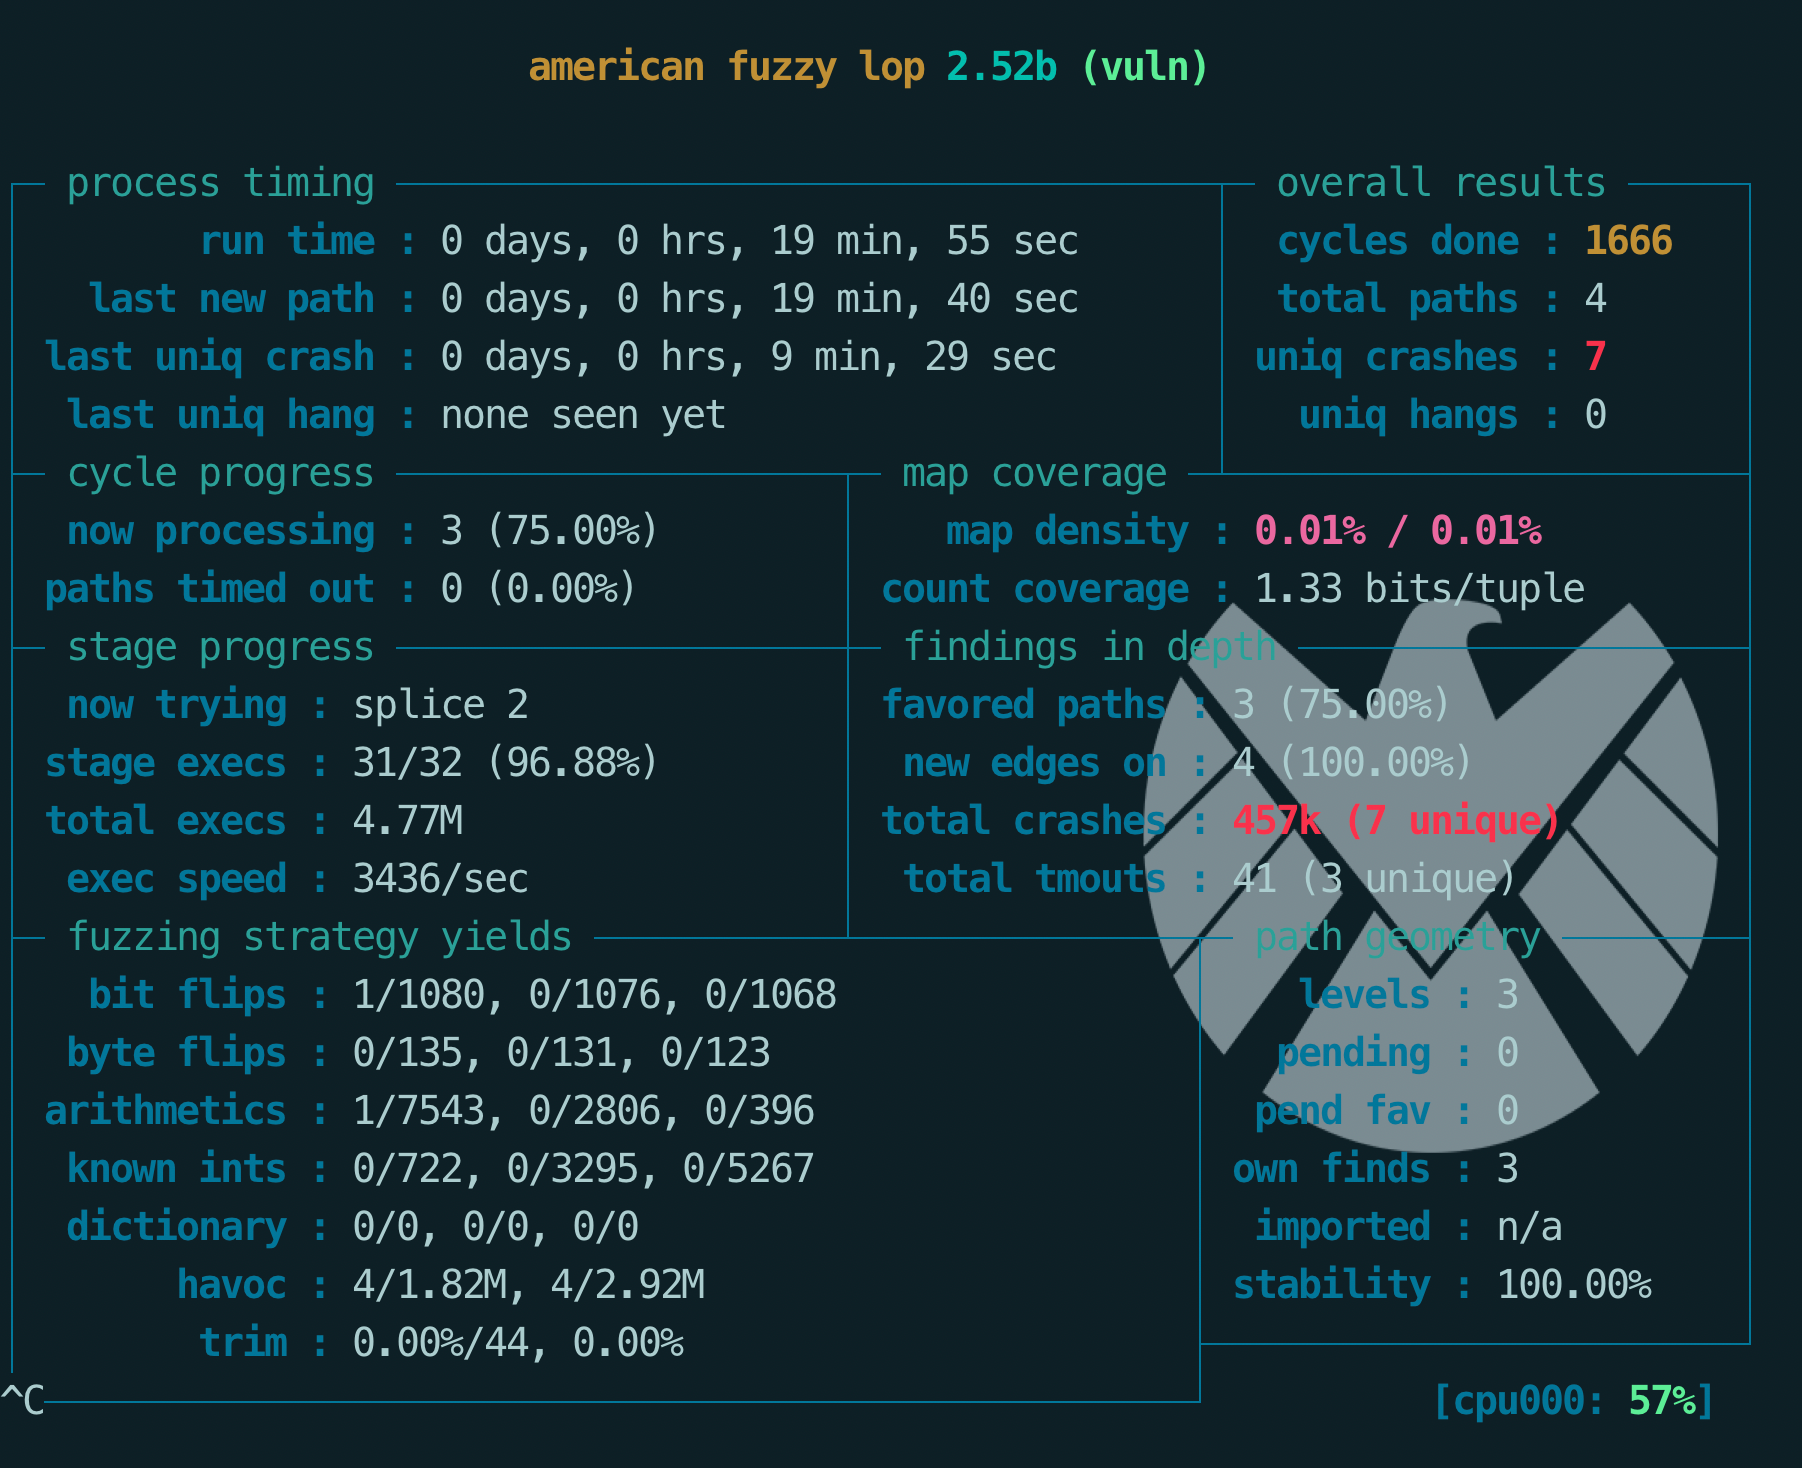 american fuzzy lop 2.52b (vuln)
process timing overall results
run time : 0 days, 0 hrs, 19 min, 55 sec cycles done : 1666
last new path : 0 days, 0 hrs, 19 min, 40 sec total paths : 4
last uniq crash : 0 days, 0 hrs, 9 min, 29 sec uniq crashes : 7
last uniq hang : none seen yet uniq hangs : 0
cycle progress map coverage
now processing : 3 (75.00%) map density : 0.01% / 0.01%
paths timed out : 0 (0.00%) count coverage : 1.33 bits/tuple
stage progress findings in depth
now trying : splice 2 favored paths : 3 (75.00%)
stage execs : 31/32 (96.88%) new edges on : 4 (100.00%)
total execs : 4.77M total crashes : 457k (7 unique)
exec speed : 3436/sec total tmouts : 41 (3 unique)
fuzzing strategy yields path geometry
bit flips : 1/1080, 0/1076, 0/1068 levels : 3
byte flips : 0/135, 0/131, 0/123 pending : 0
arithmetics : 1/7543, 0/2806, 0/396 pend fav : 0
known ints : 0/722, 0/3295, 0/5267 own finds : 3
dictionary : 0/0, 0/0, 0/0 imported : n/a
havoc : 4/1.82M, 4/2.92M stability : 100.00%
trim : 0.00%/44, 0.00%
^C [cpu000: 57%]